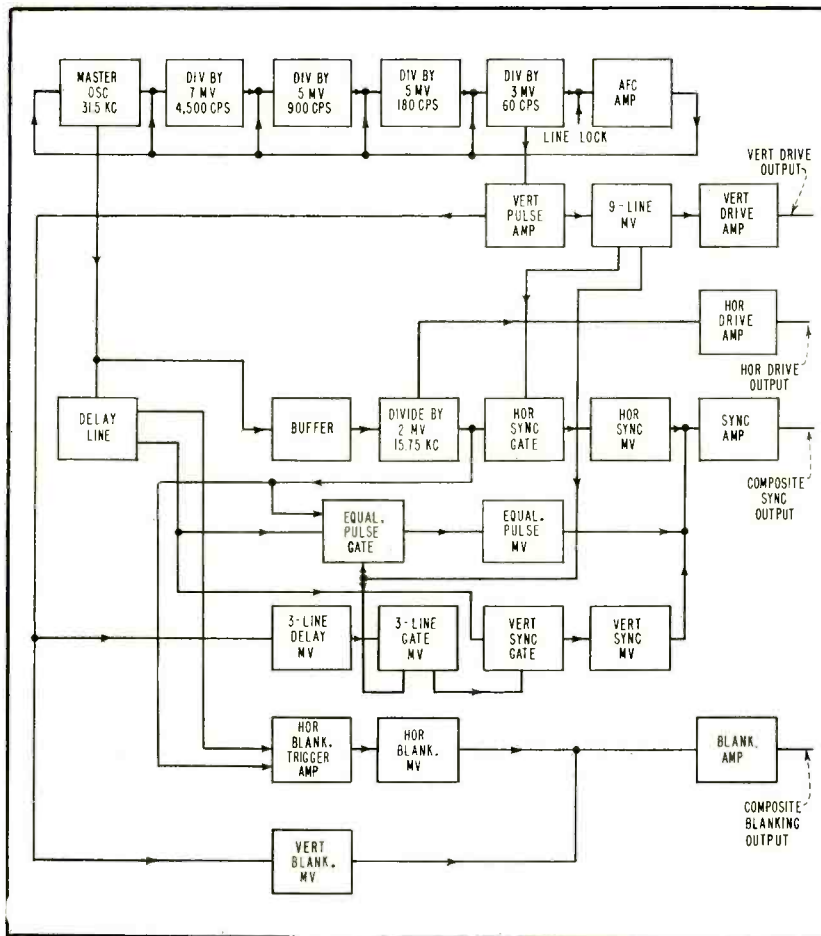 MASTER
OSC
31.5 KC
DIV BY
7 MV
4,500 CPS
DIV BY
5 MV
900 CPS
DIV BY
5 MV
180 CPS
DIV BY
3 MV
60 CPS
AFC
AMP
LINE LOCK
VERT DRIVE
OUTPUT
VERT
PULSE
AMP
9-LINE
MV
VERT
DRIVE
AMP
HOR
DRIVE
AMP
HOR DRIVE
OUTPUT
DELAY
LINE
BUFFER
DIVIDE BY
2 MV
15.75 KC
HOR
SYNC
GATE
HOR
SYNC
MV
SYNC
AMP
COMPOSITE
SYNC
OUTPUT
EQUAL.
PULSE
GATE
EQUAL.
PULSE
MV
3-LINE
DELAY
MV
3-LINE
GATE
MV
VERT
SYNC
GATE
VERT
SYNC
MV
HOR
BLANK.
TRIGGER
AMP
HOR
BLANK.
MV
BLANK.
AMP
COMPOSITE
BLANKING
OUTPUT
VERT
BLANK.
MV